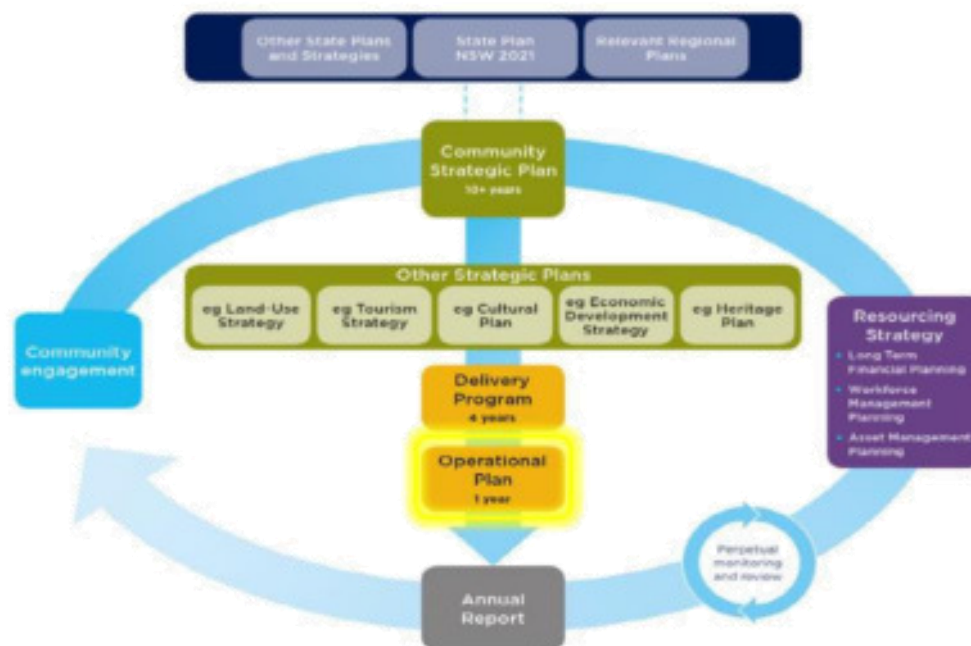 Other State Plans
and Strategies
State Plan
NSW 2021
Relevant Regional
Plans
Community
Strategic Plan
10+ years
Other Strategic Plans
eg Land-Use
Strategy
eg Tourism
Strategy
eg Cultural
Plan
eg Economic
Development
Strategy
eg Heritage
Plan
Community
engagement
Resourcing
Strategy
• Long Term
Financial Planning
• Workforce
Management
Planning
• Asset Management
Planning
Delivery
Program
4 years
Operational
Plan
1 year
Perpetual
monitoring
and review
Annual
Report